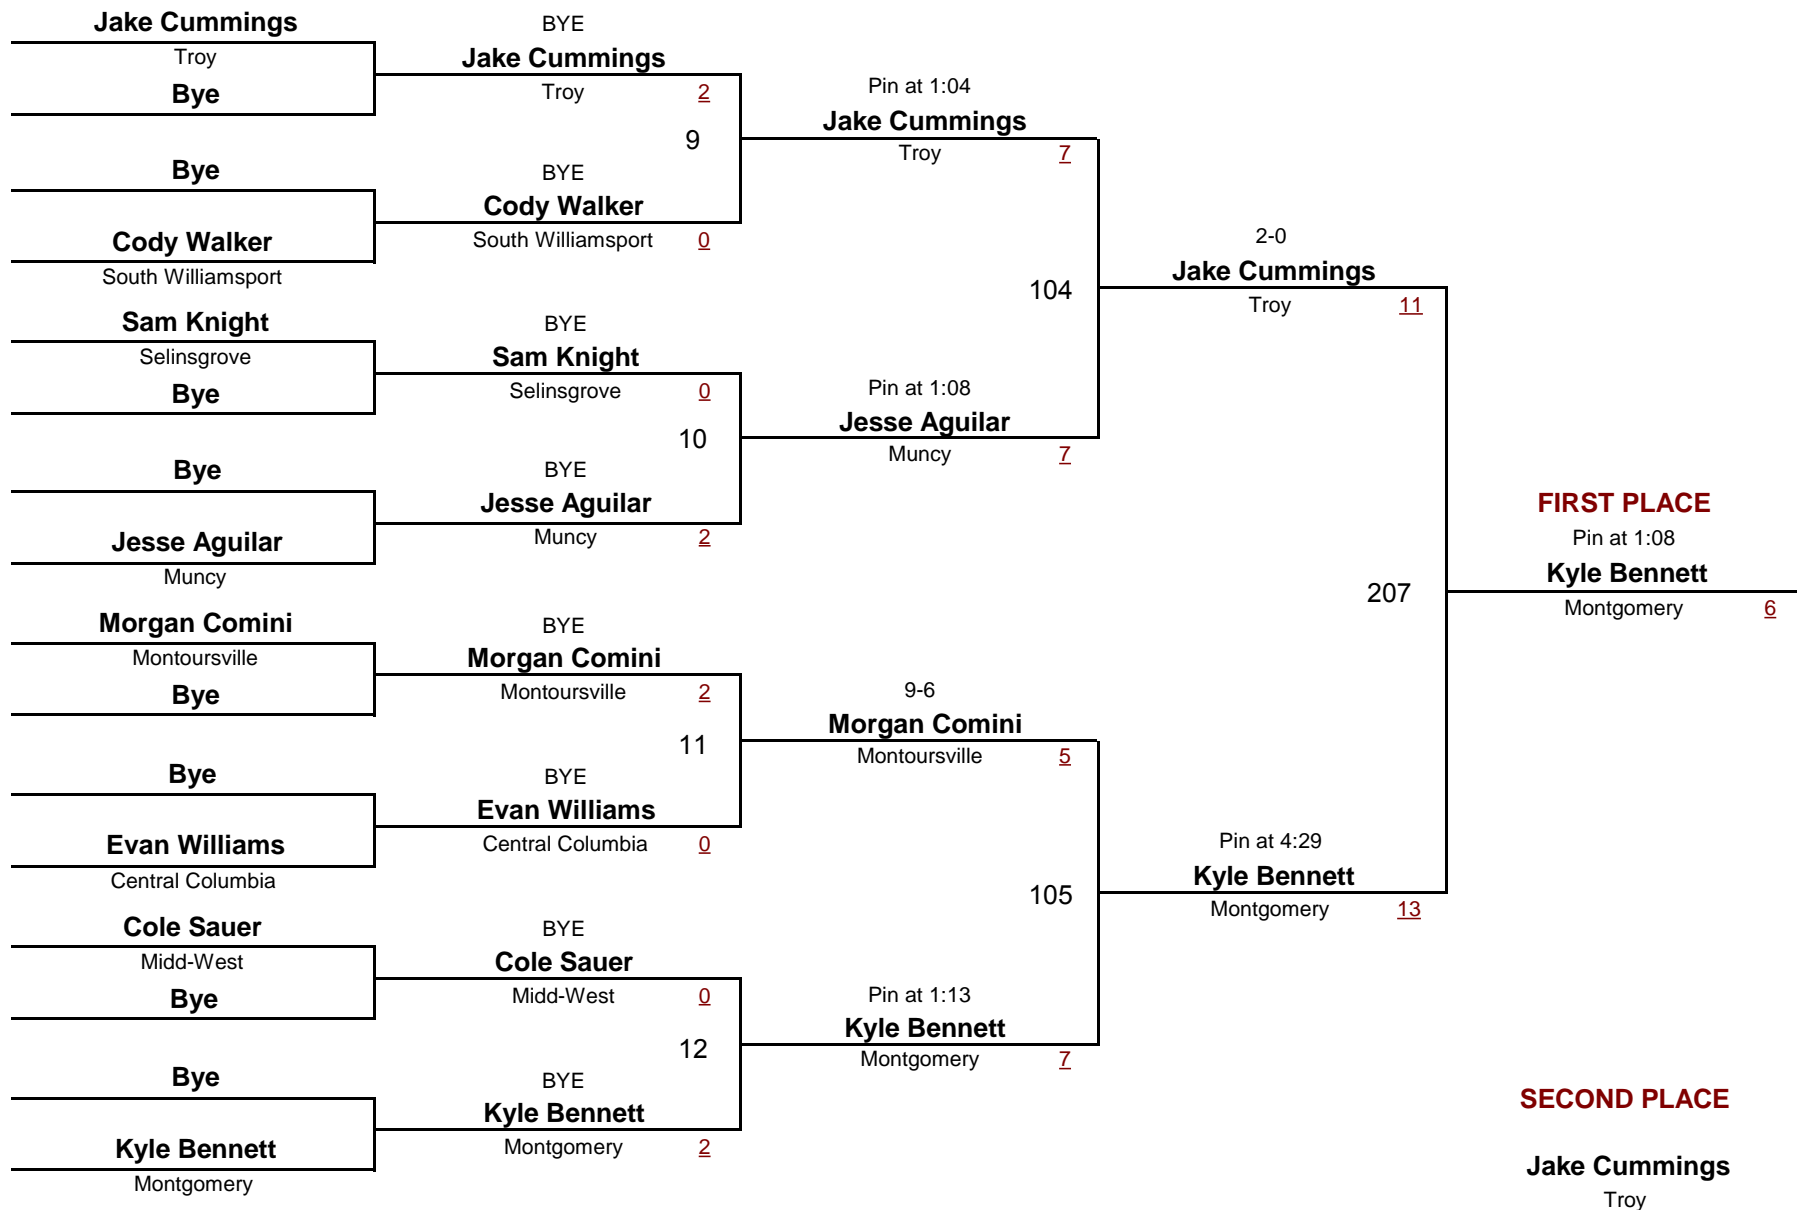 Jake Cummings
Troy
Bye
Bye
Cody Walker
South Williamsport
Sam Knight
Selinsgrove
Bye
Bye
Jesse Aguilar
Muncy
Morgan Comini
Montoursville
Bye
Bye
Evan Williams
Central Columbia
Cole Sauer
Midd-West
Bye
Bye
Kyle Bennett
Montgomery
BYE
Jake Cummings
Troy 2
9
BYE
Cody Walker
South Williamsport 0
BYE
Sam Knight
Selinsgrove 0
10
BYE
Jesse Aguilar
Muncy 2
BYE
Morgan Comini
Montoursville 2
11
BYE
Evan Williams
Central Columbia 0
BYE
Cole Sauer
Midd-West 0
12
BYE
Kyle Bennett
Montgomery 2
Pin at 1:04
Jake Cummings
Troy 7
104
Pin at 1:08
Jesse Aguilar
Muncy 7
9-6
Morgan Comini
Montoursville 5
105
Pin at 1:13
Kyle Bennett
Montgomery 7
2-0
Jake Cummings
Troy 11
207
Pin at 4:29
Kyle Bennett
Montgomery 13
FIRST PLACE
Pin at 1:08
Kyle Bennett
Montgomery 6
SECOND PLACE
Jake Cummings
Troy